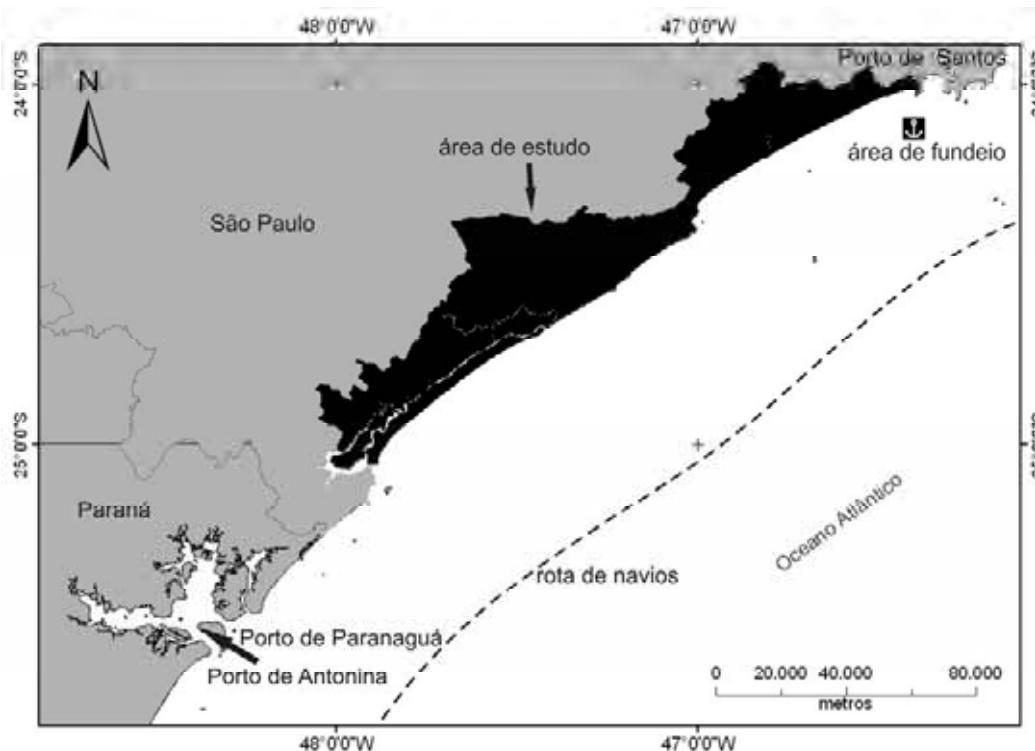 48°0'0"W 47°0'0"W
Porto de Santos
24°0'0"S
N
área de estudo
área de fundeio
São Paulo
25°0'0"S
Paraná
Oceano Atlântico
rota de navios
Porto de Paranaguá
Porto de Antonina
0 20.000 40.000 80.000
metros
48°0'0"W 47°0'0"W